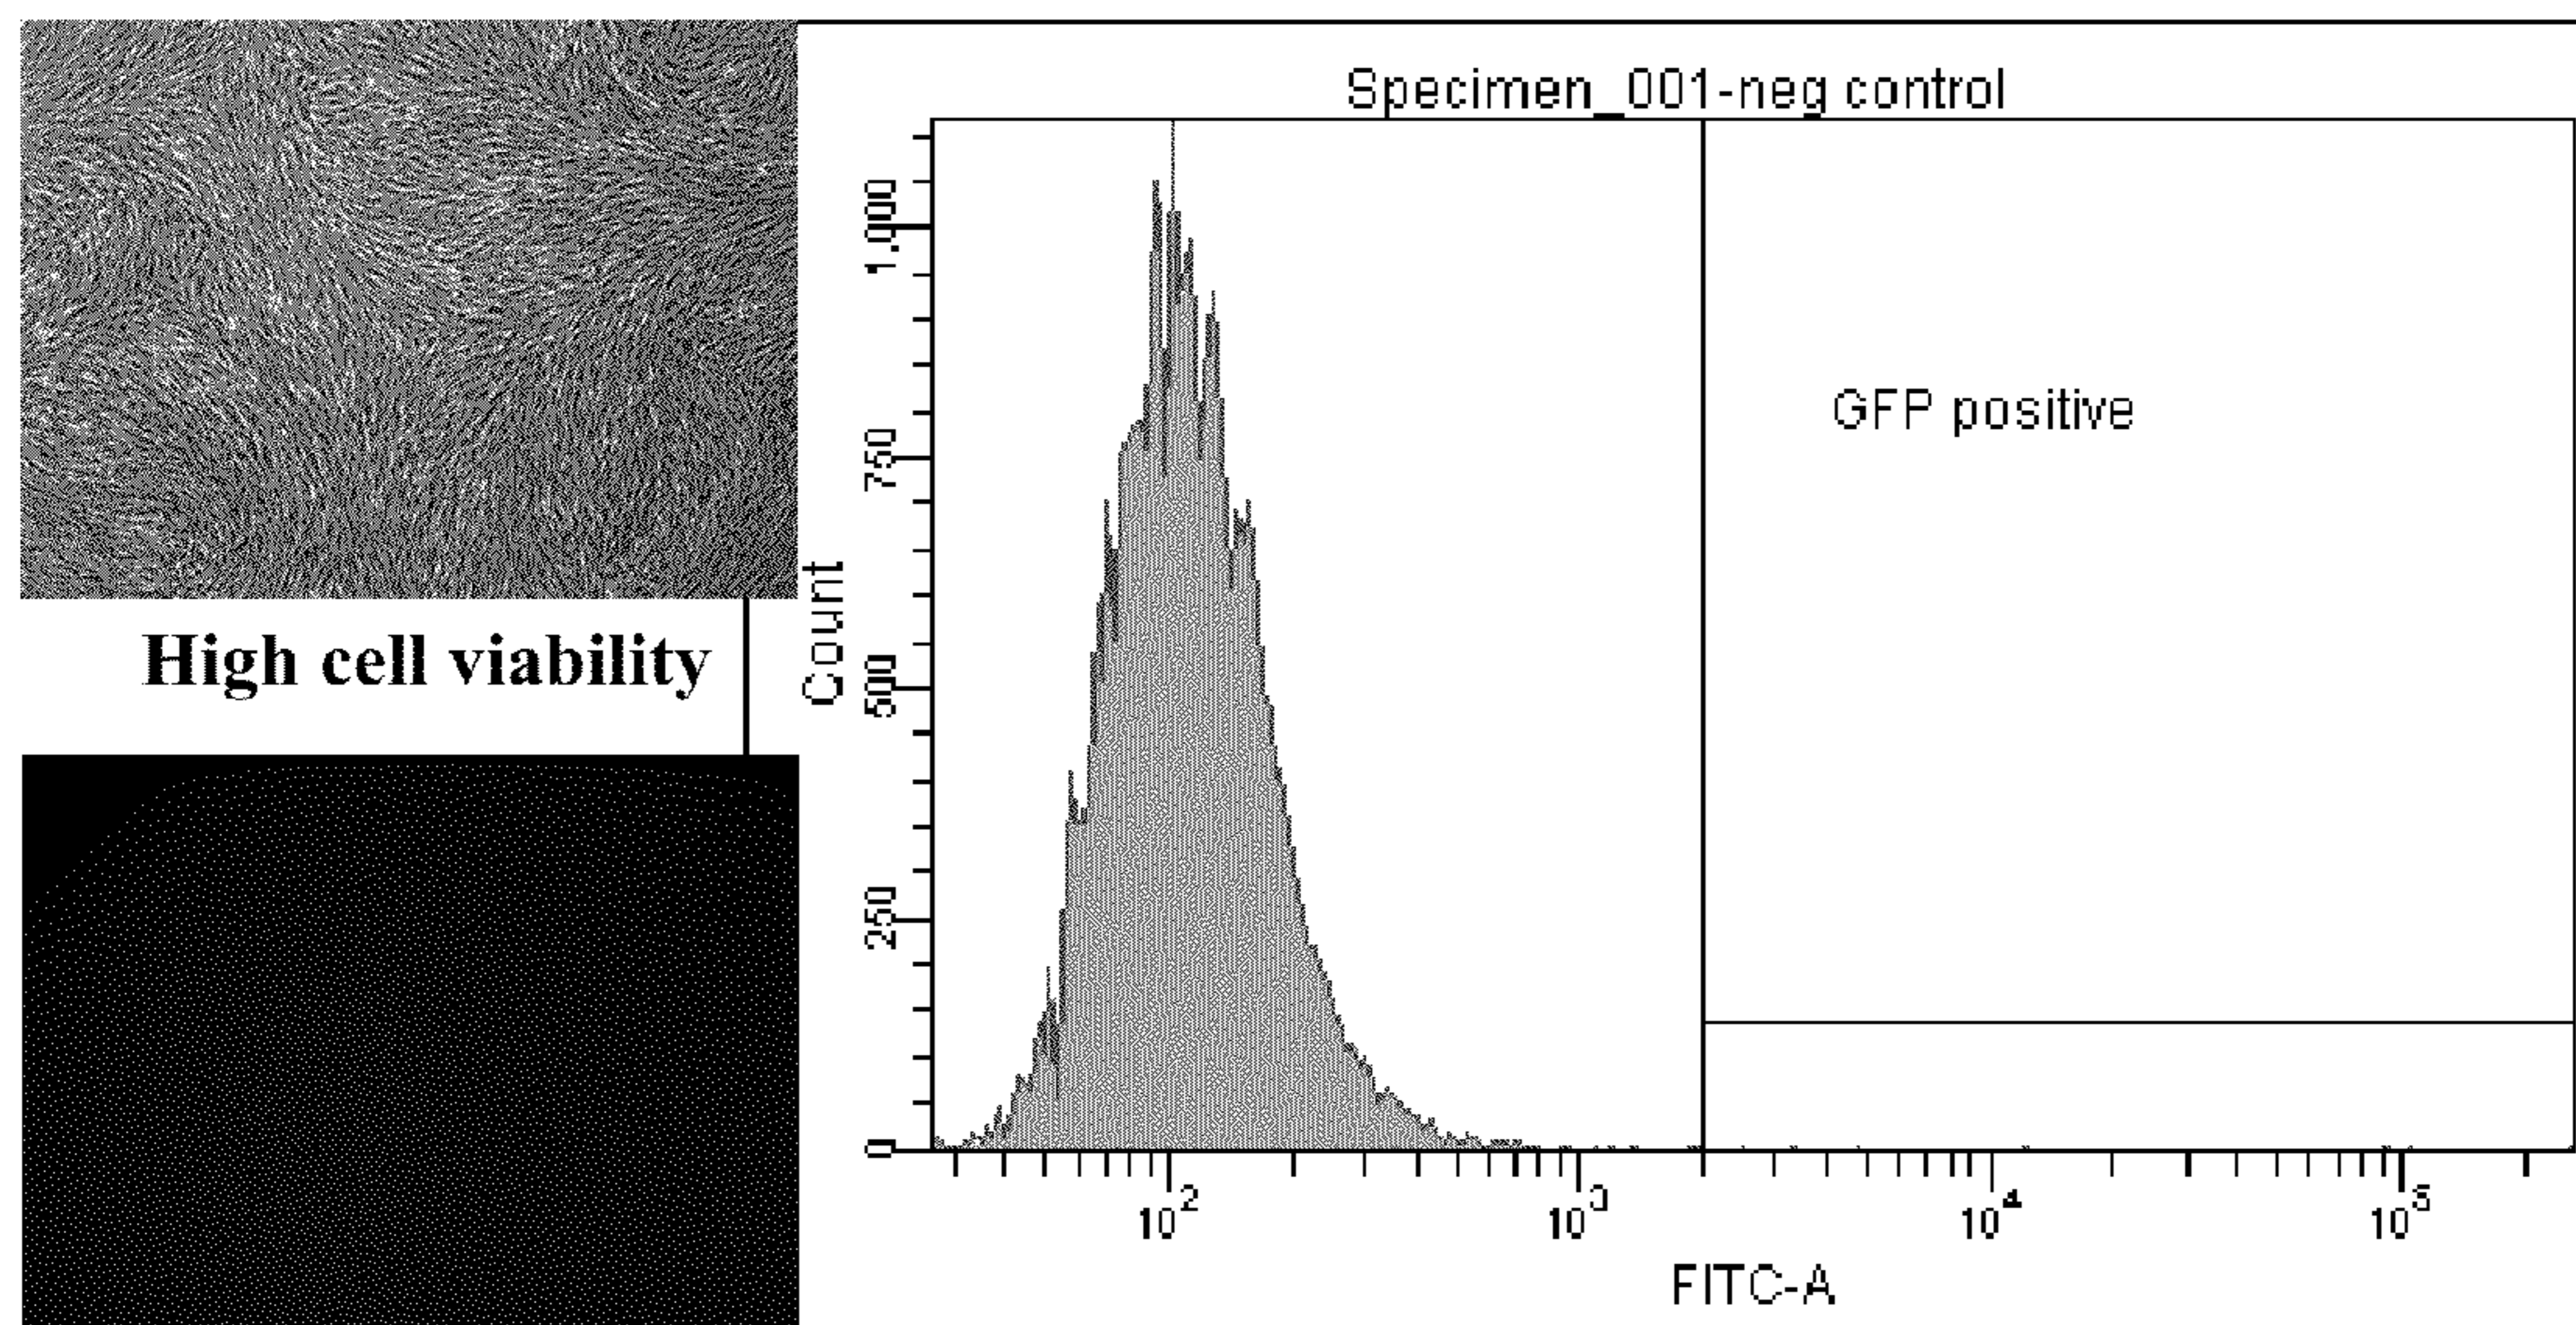 High cell viability
Specimen_001-neg control
GFP positive
Count
1,000
750
500
250
0
10^2
10^3
10^4
10^5
FITC-A